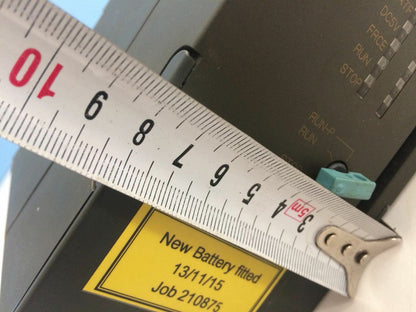 DCSV
FRCE
RUN
STOP
RUN-P
RUN
10
9
8
7
6
5
4
3
5m
New Battery fitted
13/11/15
Job 210875